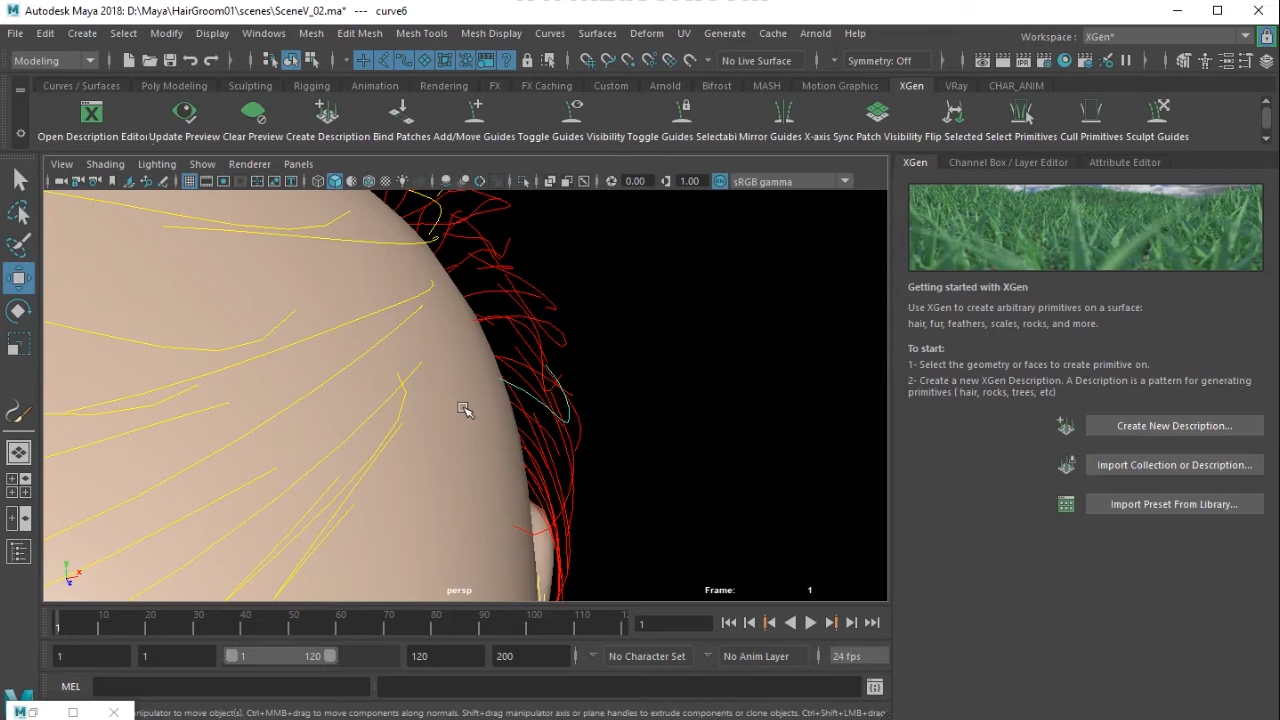 Autodesk Maya 2018: D:\Maya\HairGroom01\scenes\SceneV_02.ma* --- curve6
File Edit Create Select Modify Display Windows Mesh Edit Mesh Mesh Tools Mesh Display Curves Surfaces Deform UV Generate Cache Arnold Help Workspace : XGen*
Modeling No Live Surface Symmetry: Off
Curves / Surfaces Poly Modeling Sculpting Rigging Animation Rendering FX FX Caching Custom Arnold Bifrost MASH Motion Graphics XGen VRay CHAR_ANIM
Open Description Editor Update Preview Clear Preview Create Description Bind Patches Add/Move Guides Toggle Guides Visibility Toggle Guides Selectabi Mirror Guides X-axis Sync Patch Visibility Flip Selected Select Primitives Cull Primitives Sculpt Guides
View Shading Lighting Show Renderer Panels
0.00 1.00 ON sRGB gamma
XGen Channel Box / Layer Editor Attribute Editor
Getting started with XGen
Use XGen to create arbitrary primitives on a surface:
hair, fur, feathers, scales, rocks, and more.
To start:
1- Select the geometry or faces to create primitive on.
2- Create a new XGen Description. A Description is a pattern for generating
primitives ( hair, rocks, trees, etc)
Create New Description...
Import Collection or Description...
Import Preset From Library...
y x z
persp Frame: 1
1 10 20 30 40 50 60 70 80 90 100 110 12 1
1 1 1 120 120 200 No Character Set No Anim Layer 24 fps
MEL
nipulator to move object(s). Ctrl+MMB+drag to move components along normals. Shift+drag manipulator axis or plane handles to extrude components or clone objects. Ctrl+Shift+LMB+drag